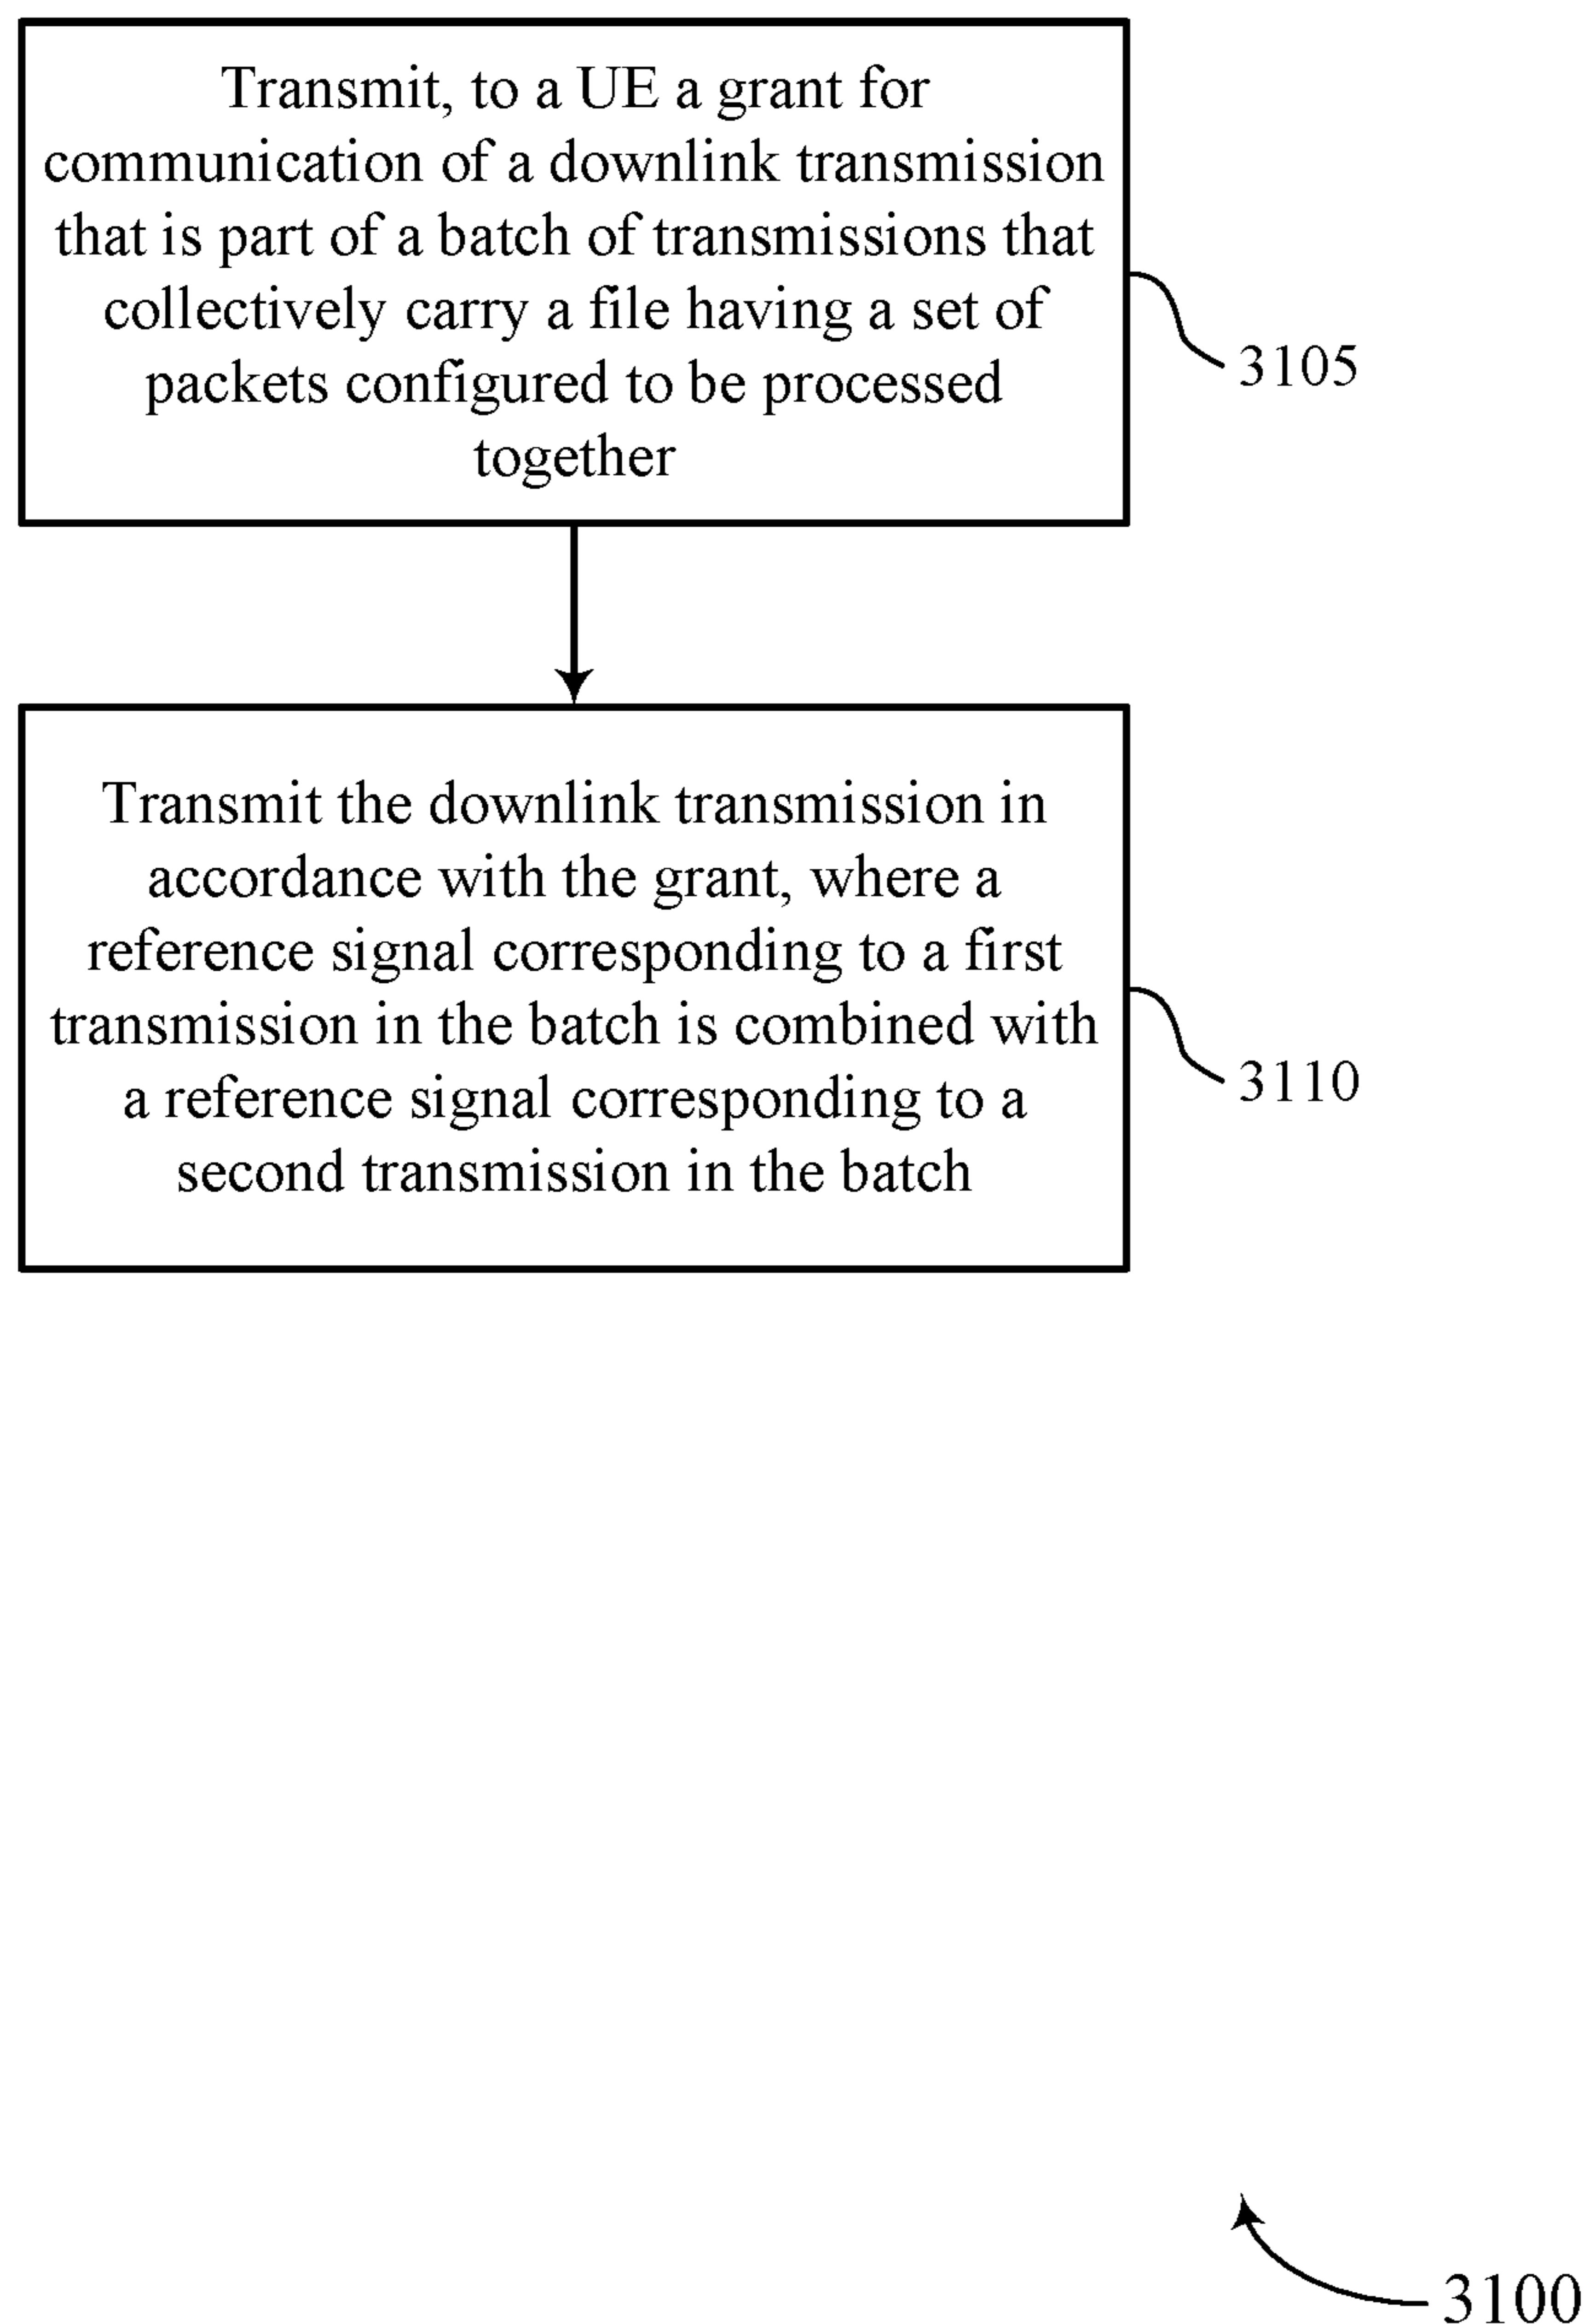 Transmit, to a UE a grant for
communication of a downlink transmission
that is part of a batch of transmissions that
collectively carry a file having a set of
packets configured to be processed
together
3105
Transmit the downlink transmission in
accordance with the grant, where a
reference signal corresponding to a first
transmission in the batch is combined with
a reference signal corresponding to a
second transmission in the batch
3110
3100